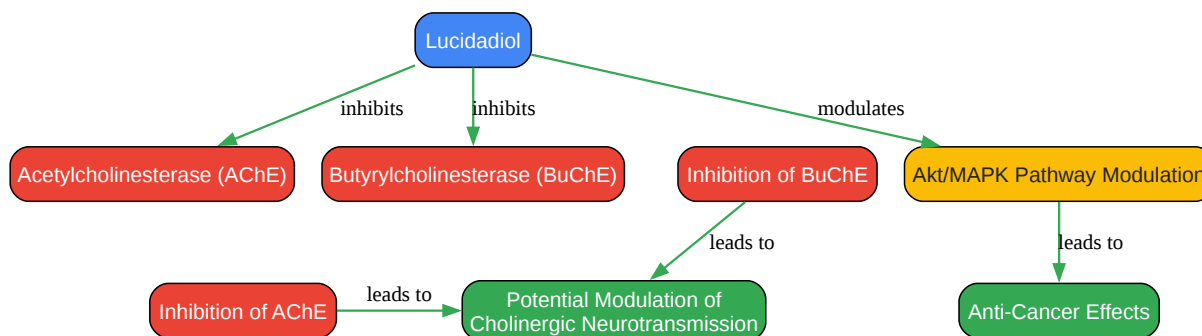 Lucidadiol
inhibits
inhibits
modulates
Acetylcholinesterase (AChE)
Butyrylcholinesterase (BuChE)
Inhibition of BuChE
Akt/MAPK Pathway Modulation
leads to
leads to
Inhibition of AChE
leads to
Potential Modulation of
Cholinergic Neurotransmission
Anti-Cancer Effects